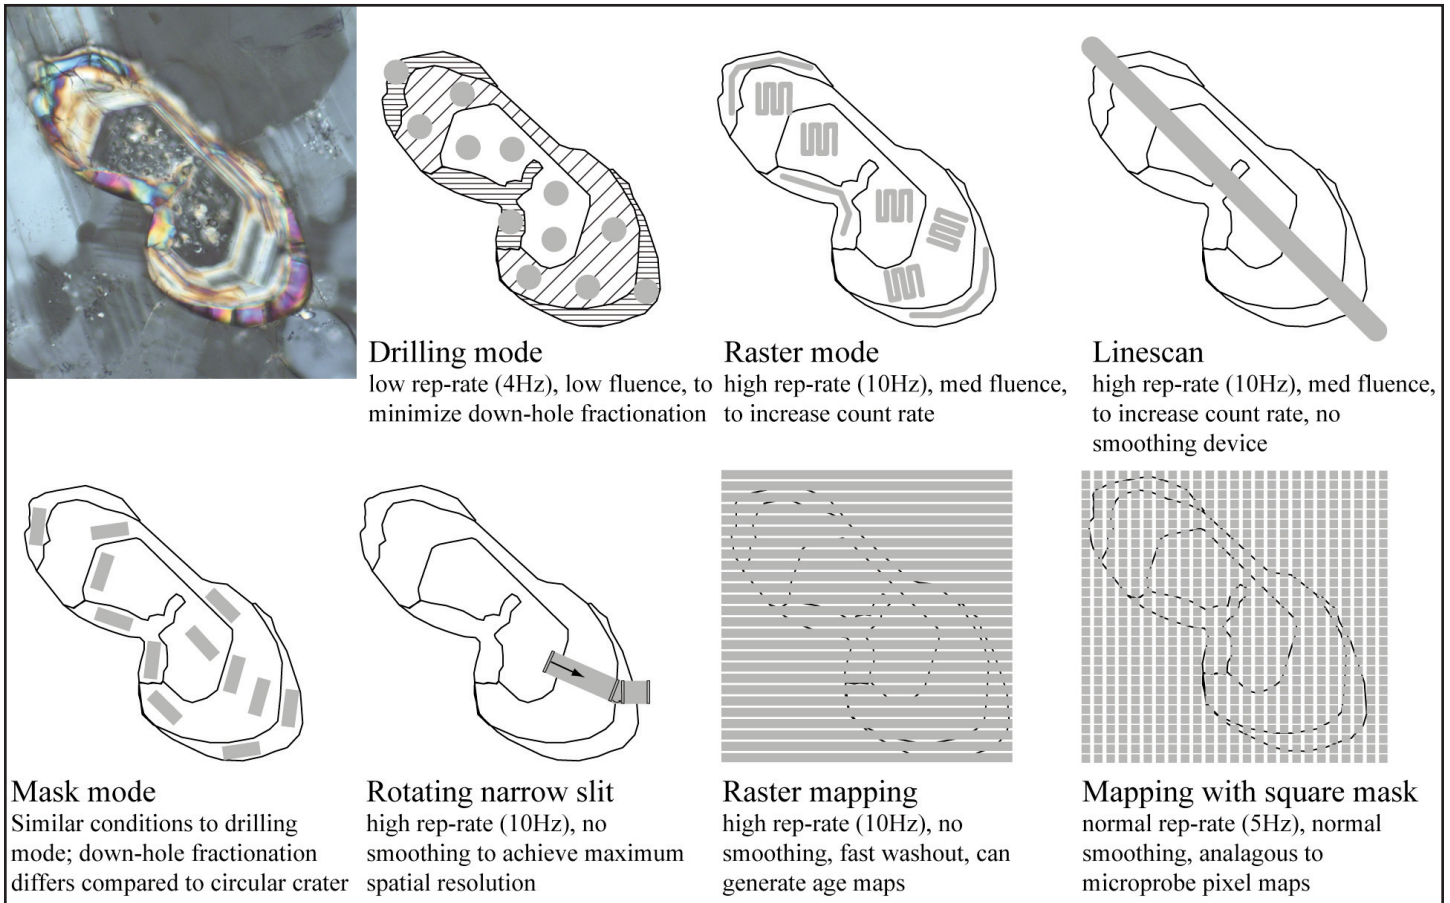 Drilling mode
low rep-rate (4Hz), low fluence, to
minimize down-hole fractionation
Raster mode
high rep-rate (10Hz), med fluence,
to increase count rate
Linescan
high rep-rate (10Hz), med fluence,
to increase count rate, no
smoothing device
Mask mode
Similar conditions to drilling
mode; down-hole fractionation
differs compared to circular crater
Rotating narrow slit
high rep-rate (10Hz), no
smoothing to achieve maximum
spatial resolution
Raster mapping
high rep-rate (10Hz), no
smoothing, fast washout, can
generate age maps
Mapping with square mask
normal rep-rate (5Hz), normal
smoothing, analagous to
microprobe pixel maps